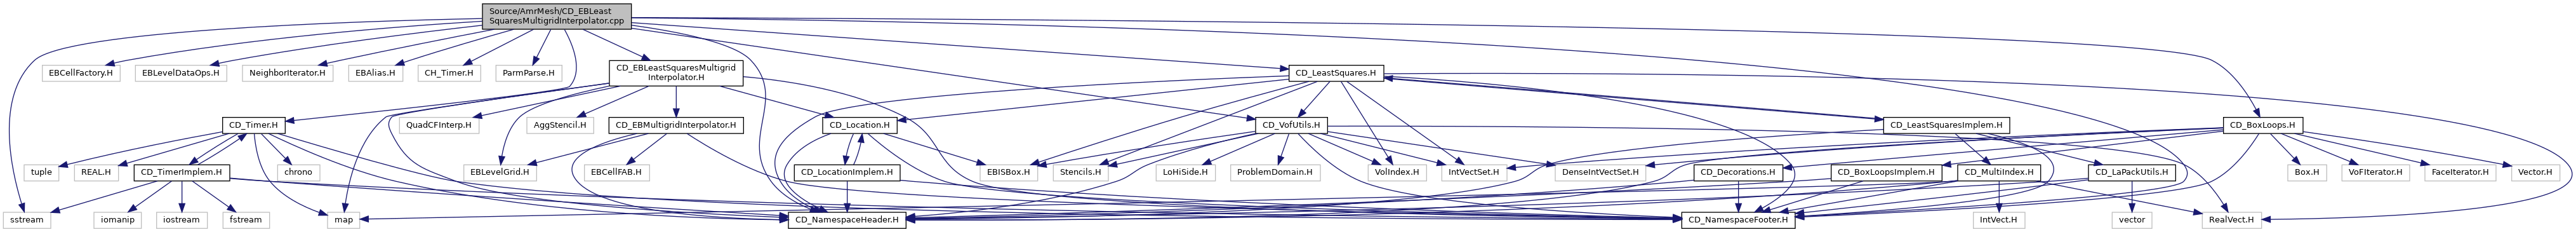 Source/AmrMesh/CD_EBLeast
SquaresMultigridInterpolator.cpp
EBCellFactory.H
EBLevelDataOps.H
NeighborIterator.H
EBAlias.H
CH_Timer.H
ParmParse.H
CD_EBLeastSquaresMultigrid
Interpolator.H
CD_LeastSquares.H
CD_Timer.H
QuadCFInterp.H
AggStencil.H
CD_EBMultigridInterpolator.H
CD_Location.H
CD_VofUtils.H
CD_LeastSquaresImplem.H
CD_BoxLoops.H
tuple
REAL.H
CD_TimerImplem.H
chrono
EBLevelGrid.H
EBCellFAB.H
CD_LocationImplem.H
EBISBox.H
Stencils.H
LoHiSide.H
ProblemDomain.H
VolIndex.H
IntVectSet.H
DenseIntVectSet.H
CD_Decorations.H
CD_BoxLoopsImplem.H
CD_MultiIndex.H
CD_LaPackUtils.H
Box.H
VoFIterator.H
FaceIterator.H
Vector.H
sstream
iomanip
iostream
fstream
map
CD_NamespaceHeader.H
CD_NamespaceFooter.H
IntVect.H
vector
RealVect.H